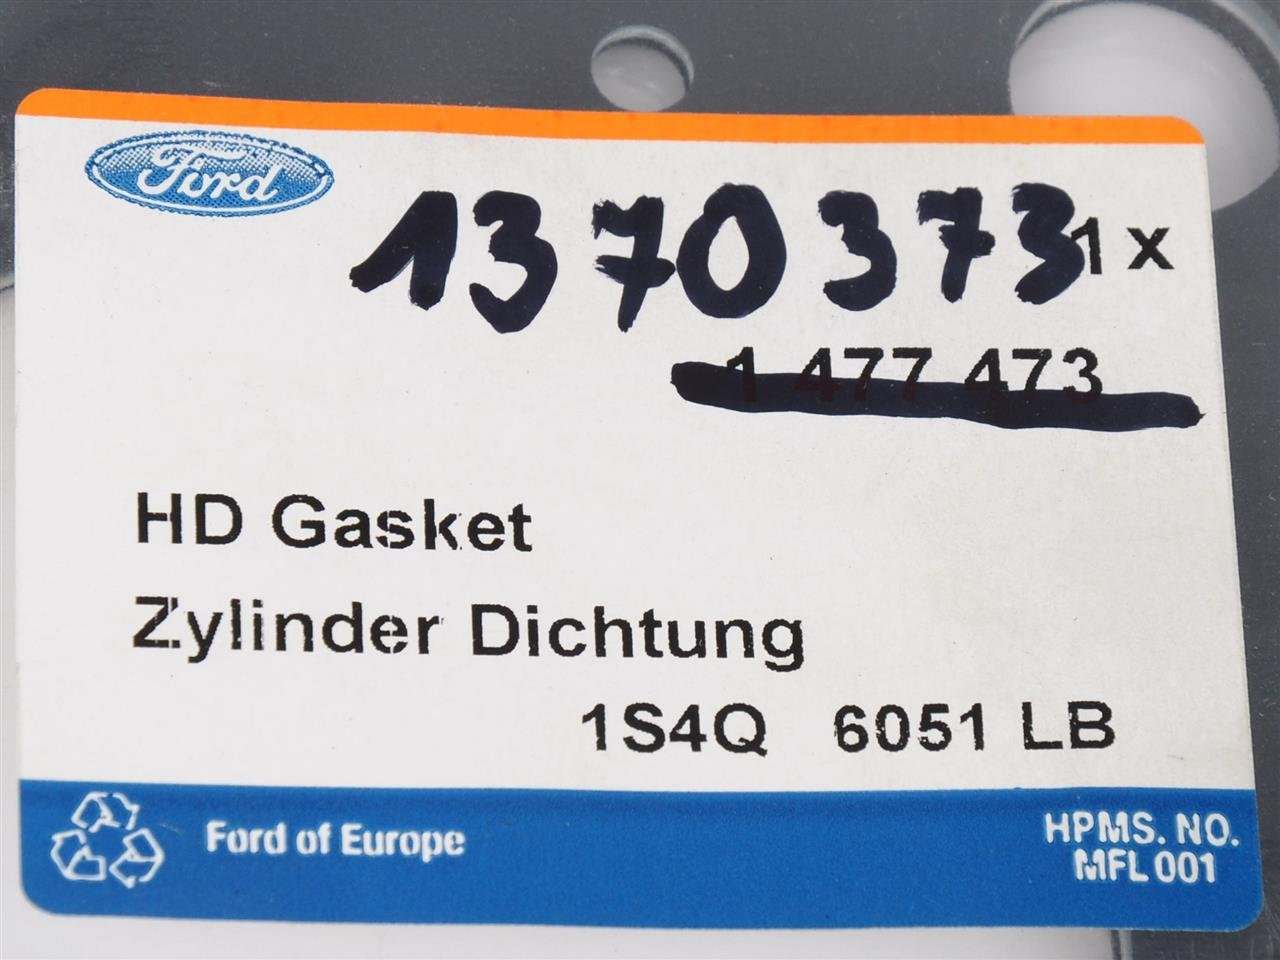 Ford
1370373
1 x
1 477 473
HD Gasket
Zylinder Dichtung
1S4Q 6051 LB
Ford of Europe
HPMS. NO.
MFL 001